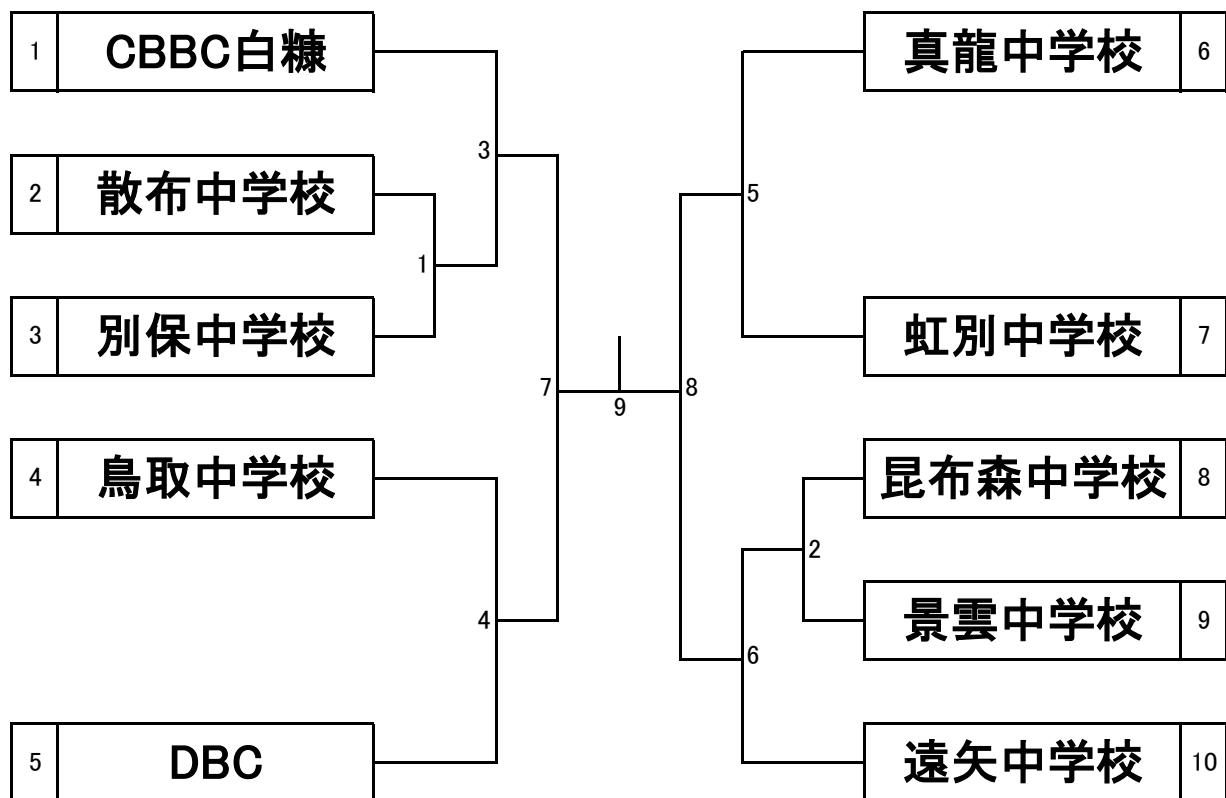 1 CBBC白糠
2 散布中学校
3 別保中学校
4 鳥取中学校
5 DBC
3
1
7
4
9
8
5
2
6
真龍中学校 6
虹別中学校 7
昆布森中学校 8
景雲中学校 9
遠矢中学校 10